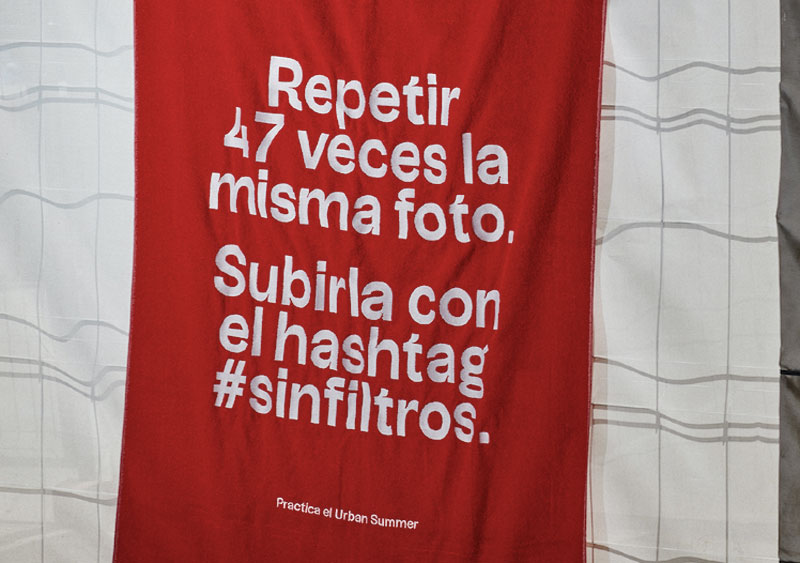 Repetir
47 veces la
misma foto.
Subirla con
el hashtag
#sinfiltros.
Practica el Urban Summer